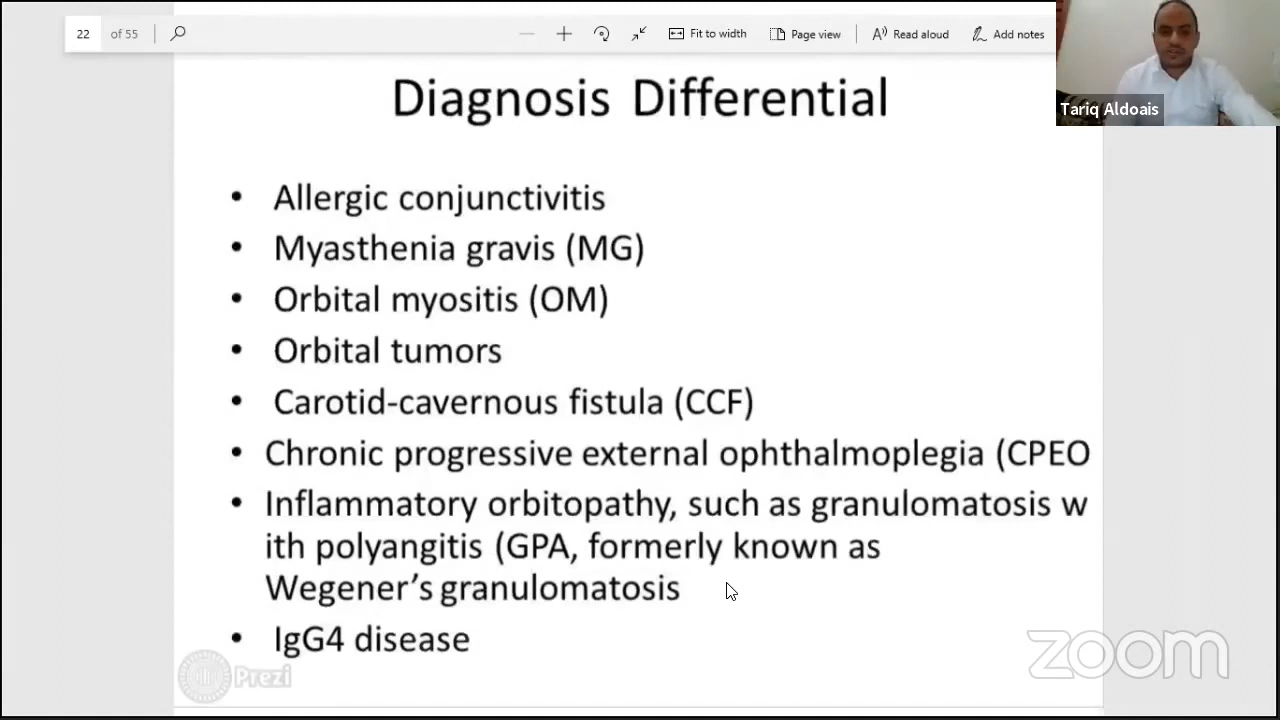 22 of 55
Fit to width
Page view
Read aloud
Add notes
Tariq Aldoais
Diagnosis Differential
• Allergic conjunctivitis
• Myasthenia gravis (MG)
• Orbital myositis (OM)
• Orbital tumors
• Carotid-cavernous fistula (CCF)
• Chronic progressive external ophthalmoplegia (CPEO
• Inflammatory orbitopathy, such as granulomatosis w
ith polyangitis (GPA, formerly known as
Wegener’s granulomatosis
• IgG4 disease
Prezi
zoom